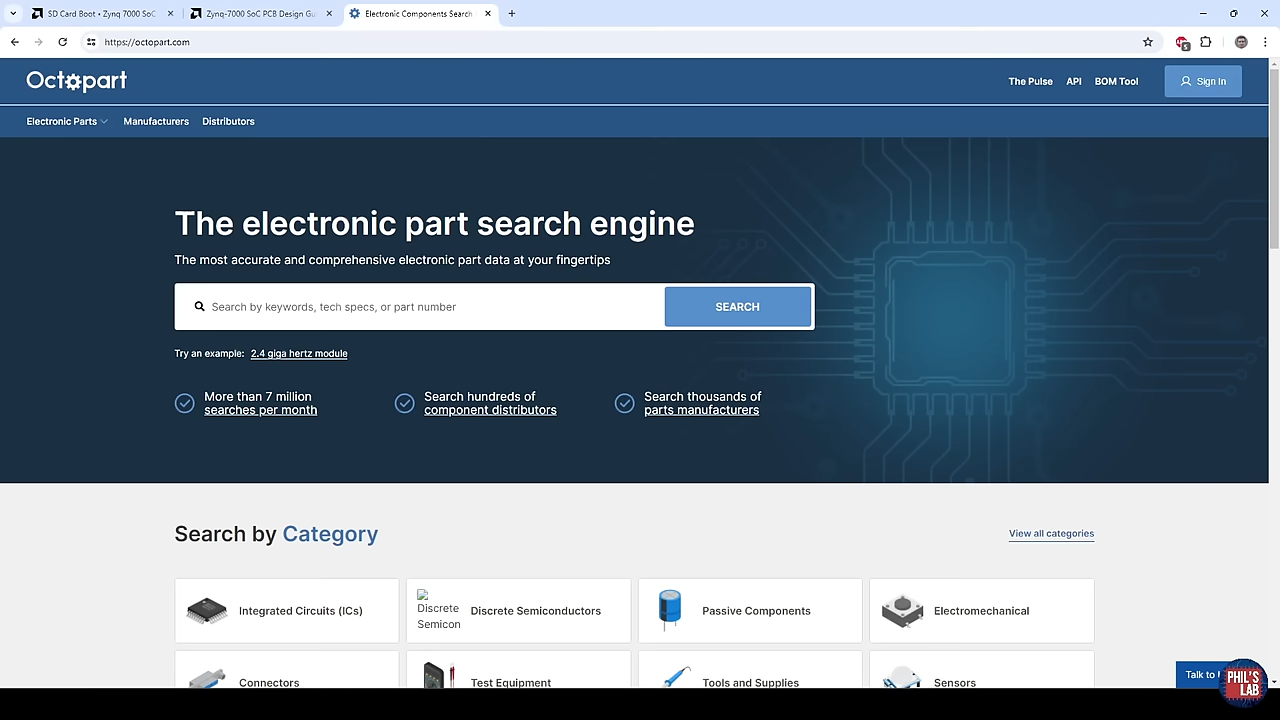 SD Card Boot • Zynq 7000 SoC
Zynq-7000 SoC PCB Design Gui
Electronic Components Search
https://octopart.com
Octopart
The Pulse
API
BOM Tool
Sign In
Electronic Parts
Manufacturers
Distributors
The electronic part search engine
The most accurate and comprehensive electronic part data at your fingertips
Search by keywords, tech specs, or part number
SEARCH
Try an example: 2.4 giga hertz module
More than 7 million
searches per month
Search hundreds of
component distributors
Search thousands of
parts manufacturers
Search by Category
View all categories
Integrated Circuits (ICs)
Discrete
Semicon
Discrete Semiconductors
Passive Components
Electromechanical
Connectors
Test Equipment
Tools and Supplies
Sensors
Talk to
PHIL'S
LAB